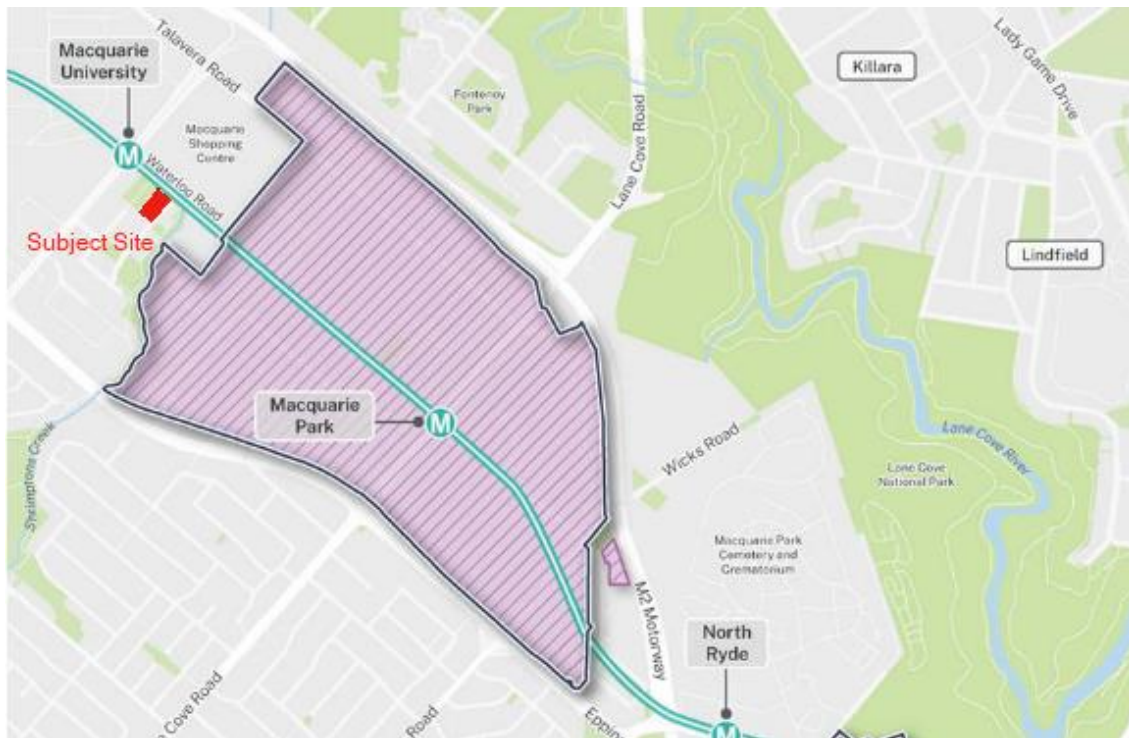 Macquarie
University
Talavera Road
Macquarie
Shopping
Centre
Waterloo Road
Subject Site
Fontenoy
Park
Lane Cove Road
Killara
Lady Game Drive
Lindfield
Macquarie
Park
Shrimptons Creek
Wicks Road
Lane Cove River
Lane Cove
National Park
Macquarie Park
Cemetery and
Crematorium
M2 Motorway
North
Ryde
Epping
Cove Road
Road
M
M
M